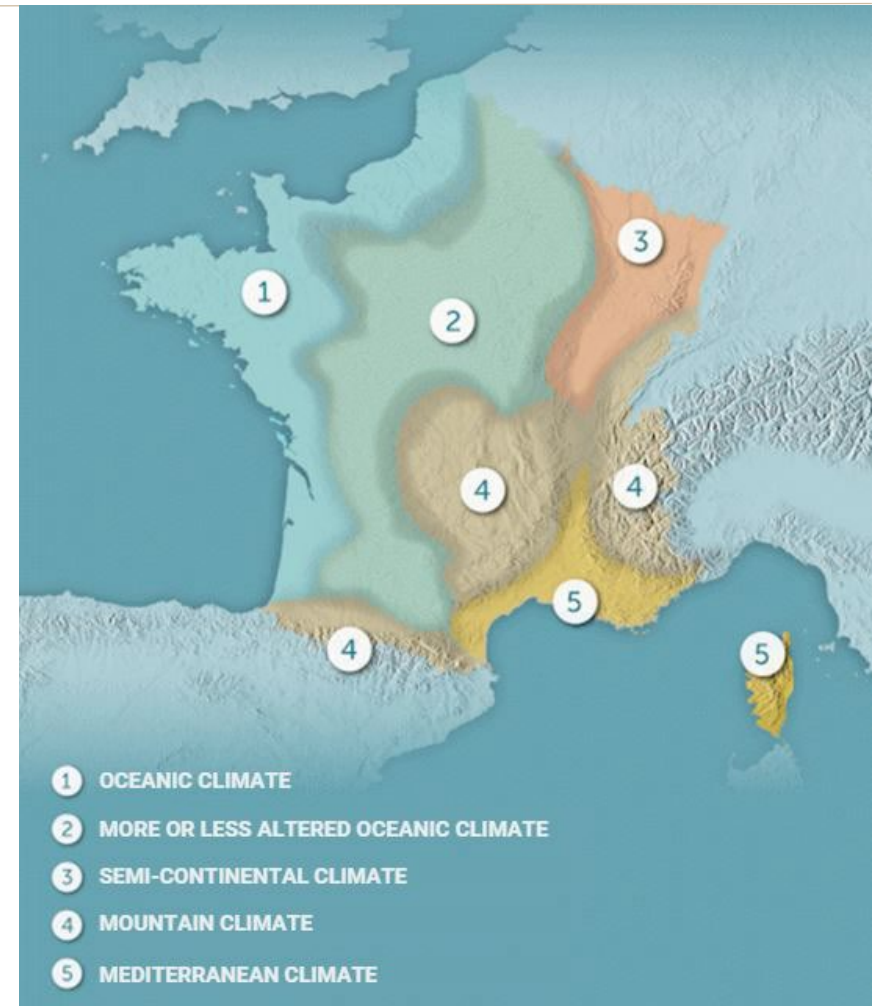 3
1
2
4
4
5
4
5
1 OCEANIC CLIMATE
2 MORE OR LESS ALTERED OCEANIC CLIMATE
3 SEMI-CONTINENTAL CLIMATE
4 MOUNTAIN CLIMATE
5 MEDITERRANEAN CLIMATE